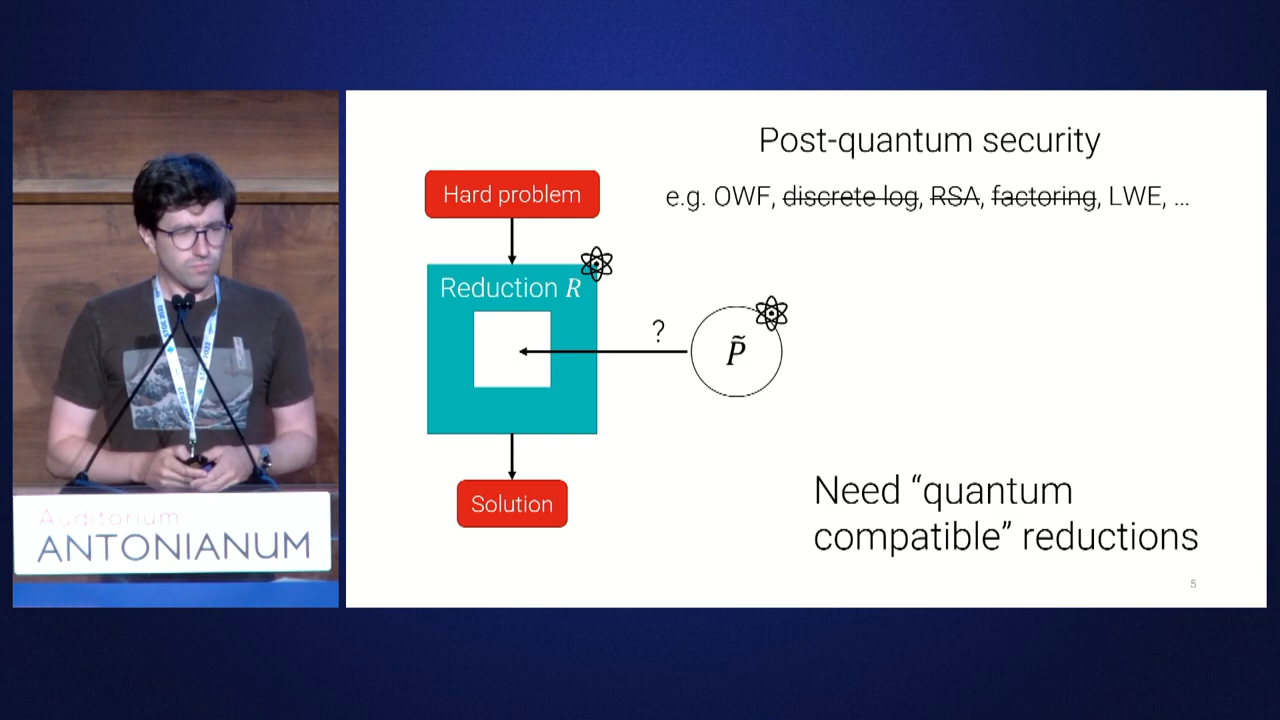 Post-quantum security
e.g. OWF, discrete log, RSA, factoring, LWE, ...
Hard problem
Reduction R
?
P̃
Solution
Need “quantum
compatible” reductions
5
Auditorium
ANTONIANUM